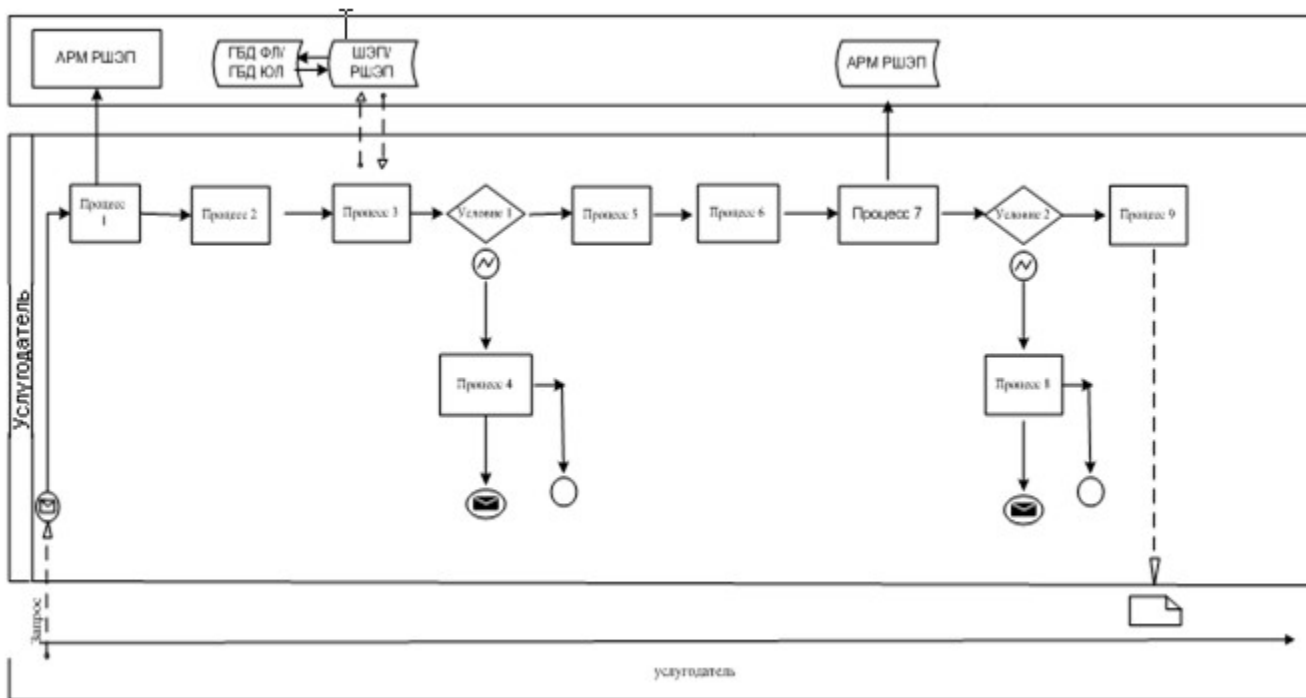 АРМ РШЭП
ГБД ФЛ/
ГБД ЮЛ
ШЭП/
РШЭП
АРМ РШЭП
Услугодатель
Процесс
1
Процесс 2
Процесс 3
Условие 1
Процесс 5
Процесс 6
Процесс 7
Условие 2
Процесс 9
Процесс 4
Процесс 8
Запрос
услугодатель